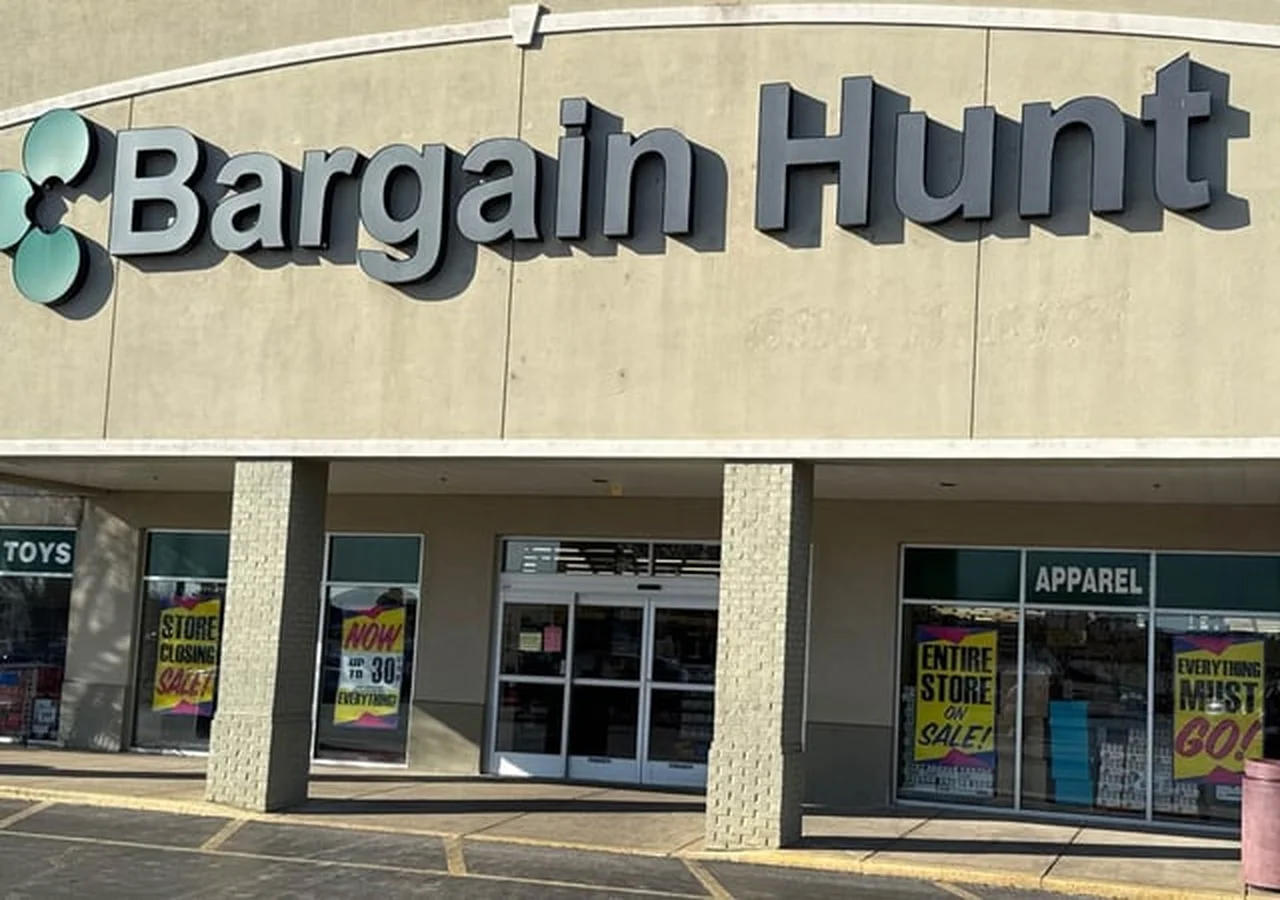 Bargain Hunt
TOYS
STORE
CLOSING
SALE!
NOW
UP
TO 30
EVERYTHING!
APPAREL
ENTIRE
STORE
ON
SALE!
EVERYTHING
MUST
GO!